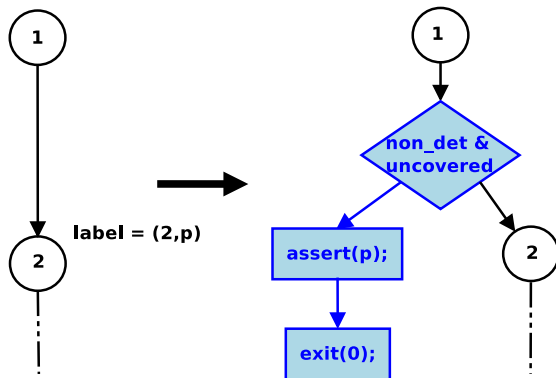 1
2
label = (2,p)
1
non_det &
uncovered
assert(p);
2
exit(0);